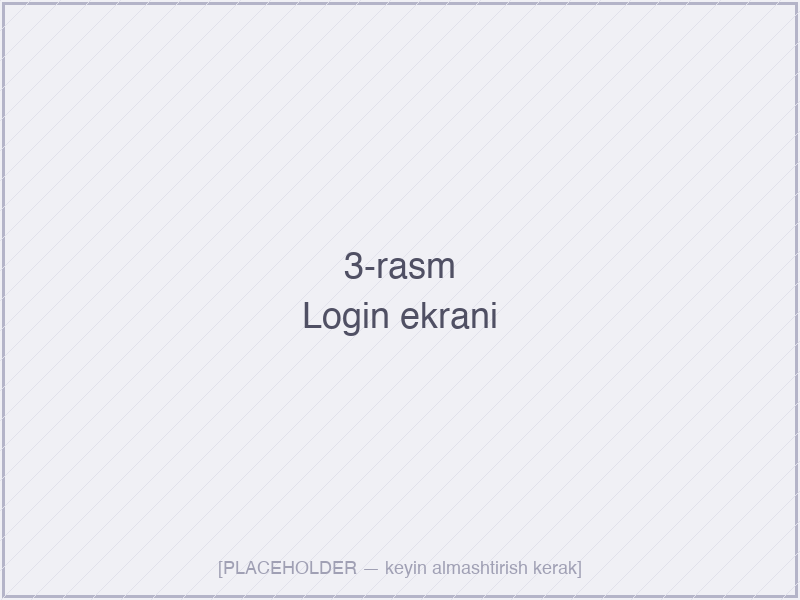 3-rasm
Login ekrani
[PLACEHOLDER — keyin almashtirish kerak]